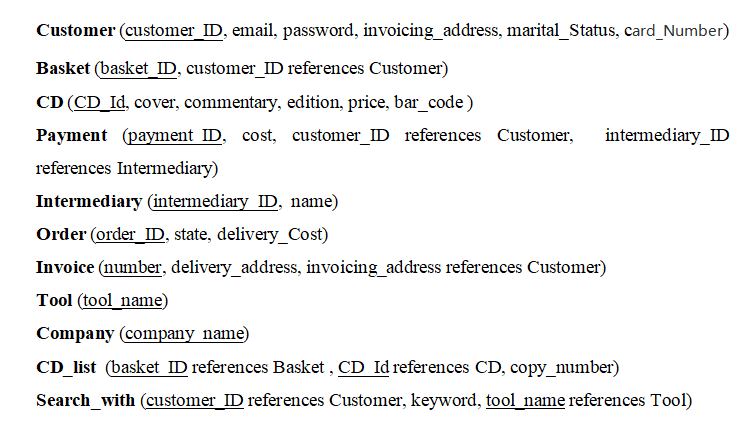 Customer (customer_ID, email, password, invoicing_address, marital_Status, card_Number)
Basket (basket_ID, customer_ID references Customer)
CD (CD_Id, cover, commentary, edition, price, bar_code )
Payment (payment_ID, cost, customer_ID references Customer, intermediary_ID
references Intermediary)
Intermediary (intermediary_ID, name)
Order (order_ID, state, delivery_Cost)
Invoice (number, delivery_address, invoicing_address references Customer)
Tool (tool_name)
Company (company_name)
CD_list (basket_ID references Basket , CD_Id references CD, copy_number)
Search_with (customer_ID references Customer, keyword, tool_name references Tool)